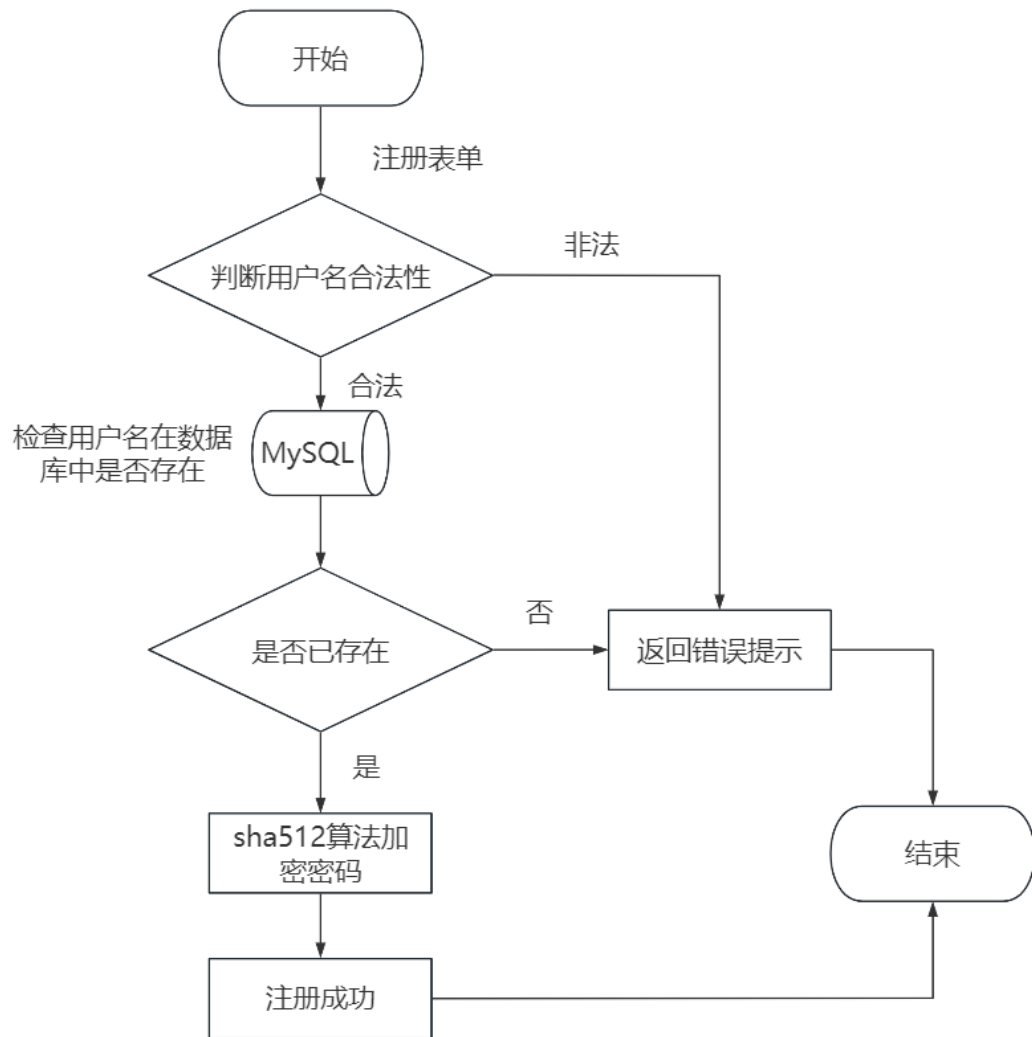 开始
注册表单
非法
判断用户名合法性
合法
检查用户名在数据
库中是否存在
MySQL
否
是否已存在
返回错误提示
是
sha512算法加
密密码
结束
注册成功